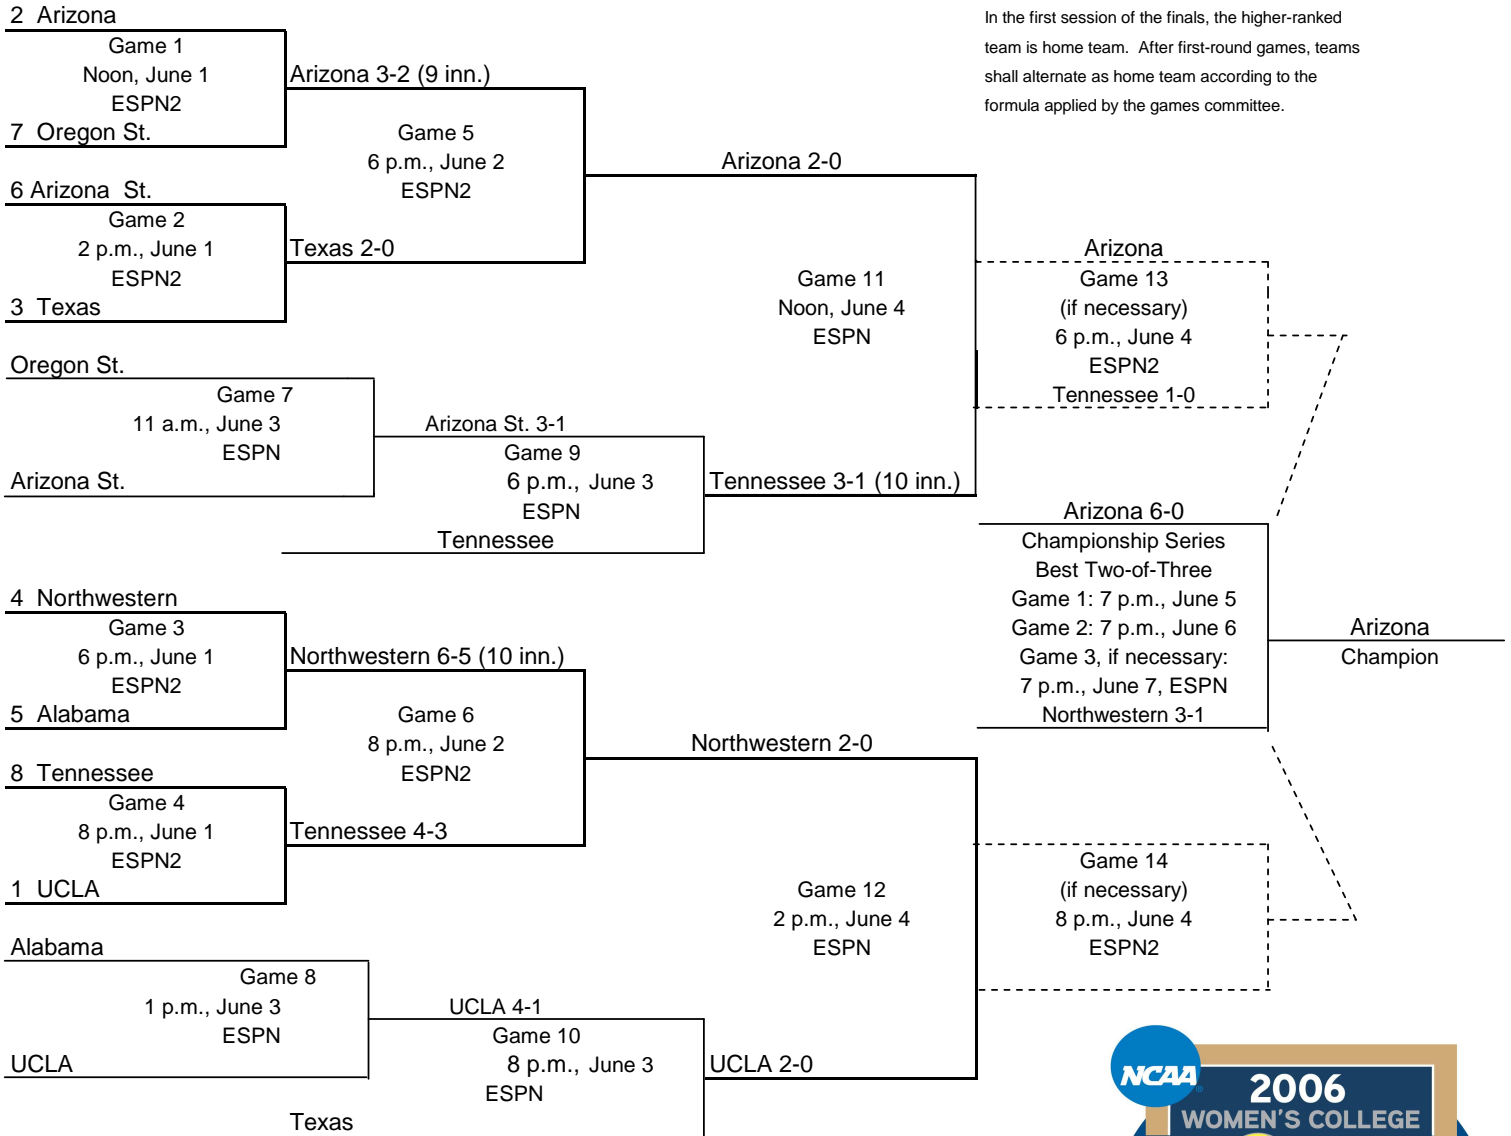 2 Arizona
Game 1
Noon, June 1
ESPN2
7 Oregon St.
Arizona 3-2 (9 inn.)
6 Arizona St.
Game 2
2 p.m., June 1
ESPN2
3 Texas
Texas 2-0
Game 5
6 p.m., June 2
ESPN2
Arizona 2-0
Oregon St.
Game 7
11 a.m., June 3
ESPN
Arizona St.
Arizona St. 3-1
Game 9
6 p.m., June 3
ESPN
Tennessee
Tennessee 3-1 (10 inn.)
Game 11
Noon, June 4
ESPN
4 Northwestern
Game 3
6 p.m., June 1
ESPN2
5 Alabama
Northwestern 6-5 (10 inn.)
8 Tennessee
Game 4
8 p.m., June 1
ESPN2
1 UCLA
Tennessee 4-3
Game 6
8 p.m., June 2
ESPN2
Northwestern 2-0
Alabama
Game 8
1 p.m., June 3
ESPN
UCLA
UCLA 4-1
Game 10
8 p.m., June 3
ESPN
Texas
UCLA 2-0
Game 12
2 p.m., June 4
ESPN
In the first session of the finals, the higher-ranked
team is home team. After first-round games, teams
shall alternate as home team according to the
formula applied by the games committee.
Arizona
Game 13
(if necessary)
6 p.m., June 4
ESPN2
Tennessee 1-0
Arizona 6-0
Championship Series
Best Two-of-Three
Game 1: 7 p.m., June 5
Game 2: 7 p.m., June 6
Game 3, if necessary:
7 p.m., June 7, ESPN
Northwestern 3-1
Arizona
Champion
Game 14
(if necessary)
8 p.m., June 4
ESPN2
NCAA
2006
WOMEN'S COLLEGE